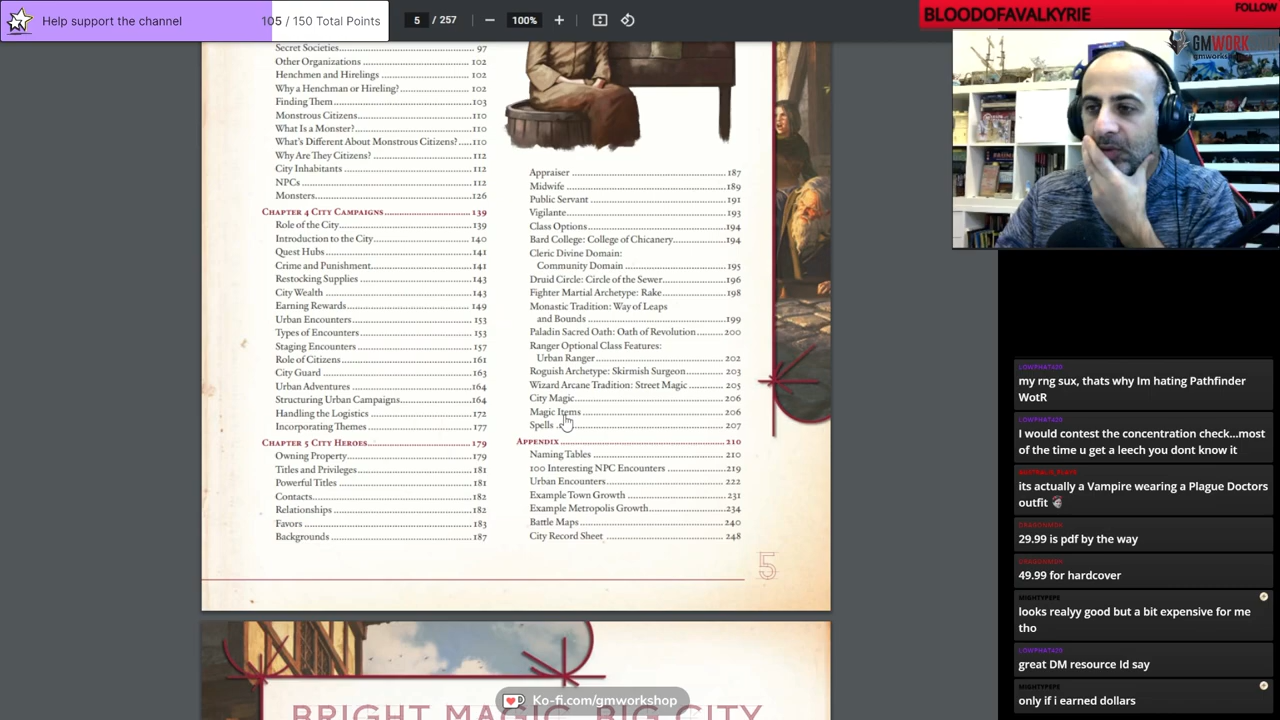 Help support the channel
105 / 150 Total Points
5 / 257
100%
BLOODOFAVALKYRIE
FOLLOW
GMWORK
gmworksh
Secret Societies 97
Other Organizations 102
Henchmen and Hirelings 102
Why a Henchman or Hireling? 102
Finding Them 103
Monstrous Citizens 110
What Is a Monster? 110
What's Different About Monstrous Citizens? 110
Why Are They Citizens? 112
City Inhabitants 112
NPCs 112
Monsters 126
Chapter 4 City Campaigns 139
Role of the City 139
Introduction to the City 140
Quest Hubs 141
Crime and Punishment 141
Restocking Supplies 143
City Wealth 143
Earning Rewards 149
Urban Encounters 153
Types of Encounters 153
Staging Encounters 157
Role of Citizens 161
City Guard 163
Urban Adventures 164
Structuring Urban Campaigns 164
Handling the Logistics 172
Incorporating Themes 177
Chapter 5 City Heroes 179
Owning Property 179
Titles and Privileges 181
Powerful Titles 181
Contacts 182
Relationships 182
Favors 183
Backgrounds 187
Appraiser 187
Midwife 189
Public Servant 191
Vigilante 193
Class Options 194
Bard College: College of Chicanery 194
Cleric Divine Domain:
Community Domain 195
Druid Circle: Circle of the Sewer 196
Fighter Martial Archetype: Rake 198
Monastic Tradition: Way of Leaps
and Bounds 199
Paladin Sacred Oath: Oath of Revolution 200
Ranger Optional Class Features:
Urban Ranger 202
Roguish Archetype: Skirmish Surgeon 203
Wizard Arcane Tradition: Street Magic 205
City Magic 206
Magic Items 206
Spells 207
Appendix 210
Naming Tables 210
100 Interesting NPC Encounters 219
Urban Encounters 222
Example Town Growth 231
Example Metropolis Growth 234
Battle Maps 240
City Record Sheet 248
5
BRIGHT MAGIC, BIG CITY
Ko-fi.com/gmworkshop
LOWPHAT420
my rng sux, thats why Im hating Pathfinder
WotR
LOWPHAT420
I would contest the concentration check...most
of the time u get a leech you dont know it
its actually a Vampire wearing a Plague Doctors
outfit
29.99 is pdf by the way
49.99 for hardcover
MIGHTYPEPE
looks realyy good but a bit expensive for me
tho
LOWPHAT420
great DM resource Id say
MIGHTYPEPE
only if i earned dollars